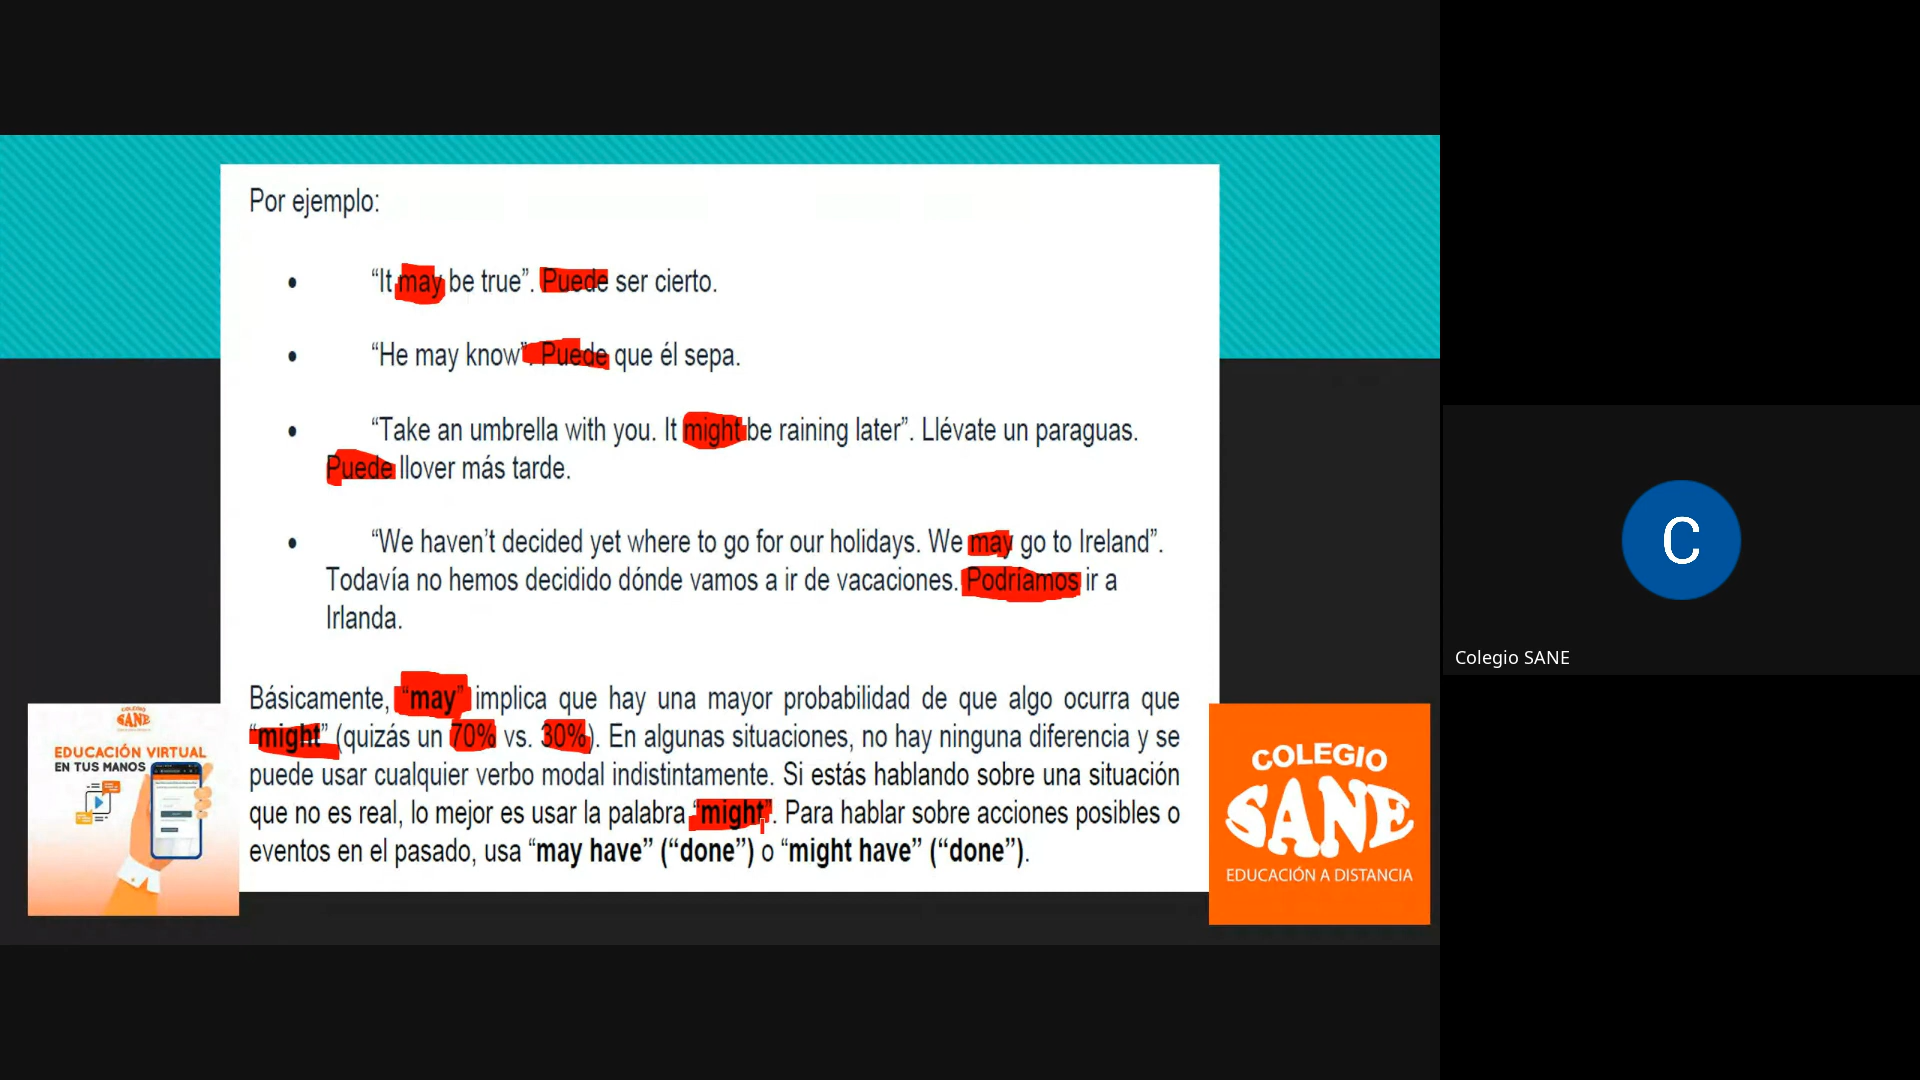 Por ejemplo:
• “It may be true”. Puede ser cierto.
• “He may know”. Puede que él sepa.
• “Take an umbrella with you. It might be raining later”. Llévate un paraguas.
Puede llover más tarde.
• “We haven’t decided yet where to go for our holidays. We may go to Ireland”.
Todavía no hemos decidido dónde vamos a ir de vacaciones. Podríamos ir a
Irlanda.
Básicamente, “may” implica que hay una mayor probabilidad de que algo ocurra que
“might” (quizás un 70% vs. 30%). En algunas situaciones, no hay ninguna diferencia y se
puede usar cualquier verbo modal indistintamente. Si estás hablando sobre una situación
que no es real, lo mejor es usar la palabra “might”. Para hablar sobre acciones posibles o
eventos en el pasado, usa “may have” (“done”) o “might have” (“done”).
COLEGIO
SANE
EDUCACIÓN VIRTUAL
EN TUS MANOS
COLEGIO
SANE
EDUCACIÓN A DISTANCIA
C
Colegio SANE